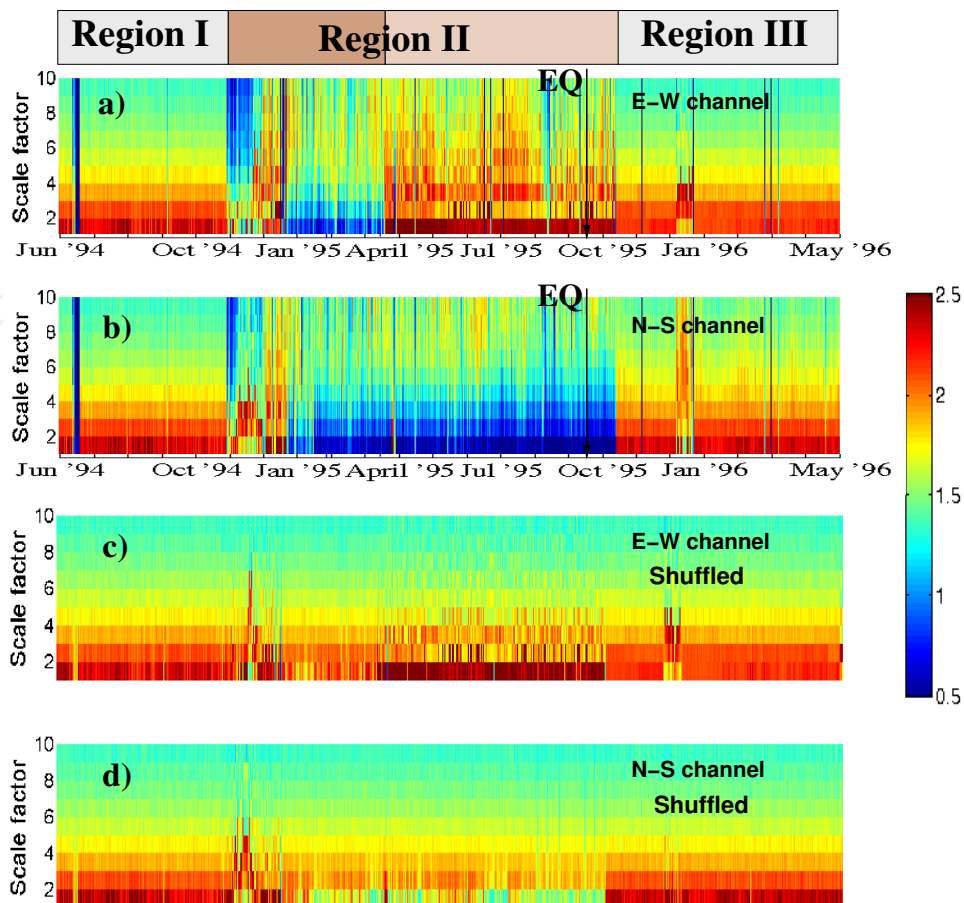 Region I Region II Region III
10 a) EQ E−W channel
8
6
4
2
Scale factor
Jun '94 Oct '94 Jan '95 April '95 Jul '95 Oct '95 Jan '96 May '96
10 b) EQ N−S channel
8
6
4
2
Scale factor
Jun '94 Oct '94 Jan '95 April '95 Jul '95 Oct '95 Jan '96 May '96
2.5
2
1.5
1
0.5
10 c) E−W channel
Shuffled
8
6
4
2
Scale factor
10 d) N−S channel
Shuffled
8
6
4
2
Scale factor